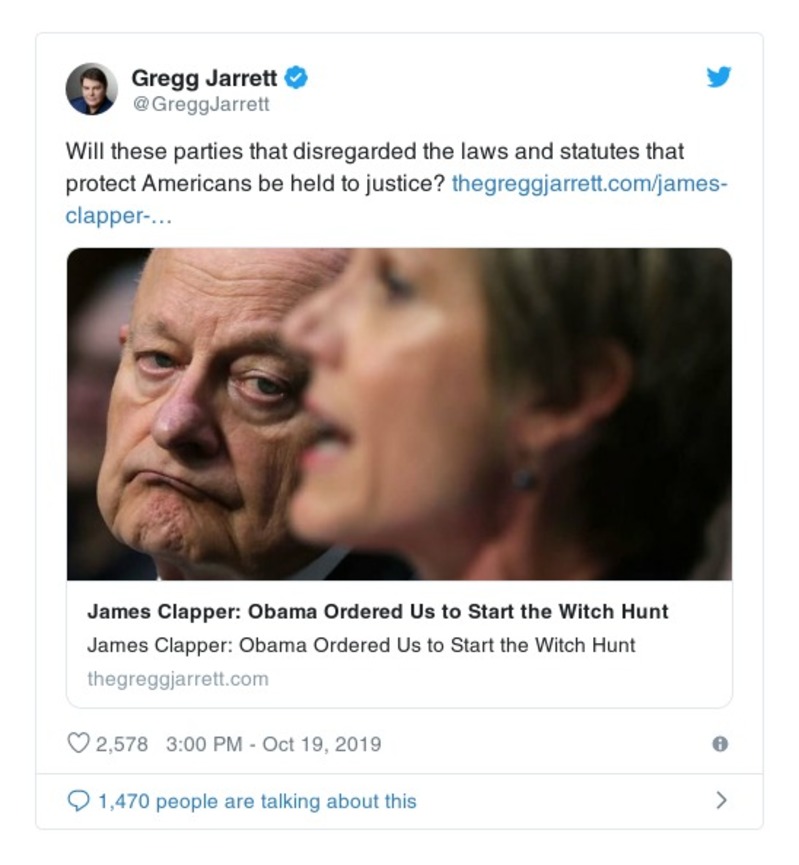 Gregg Jarrett
@GreggJarrett
Will these parties that disregarded the laws and statutes that
protect Americans be held to justice? thegreggjarrett.com/james-
clapper-…
James Clapper: Obama Ordered Us to Start the Witch Hunt
James Clapper: Obama Ordered Us to Start the Witch Hunt
thegreggjarrett.com
2,578 3:00 PM - Oct 19, 2019
1,470 people are talking about this